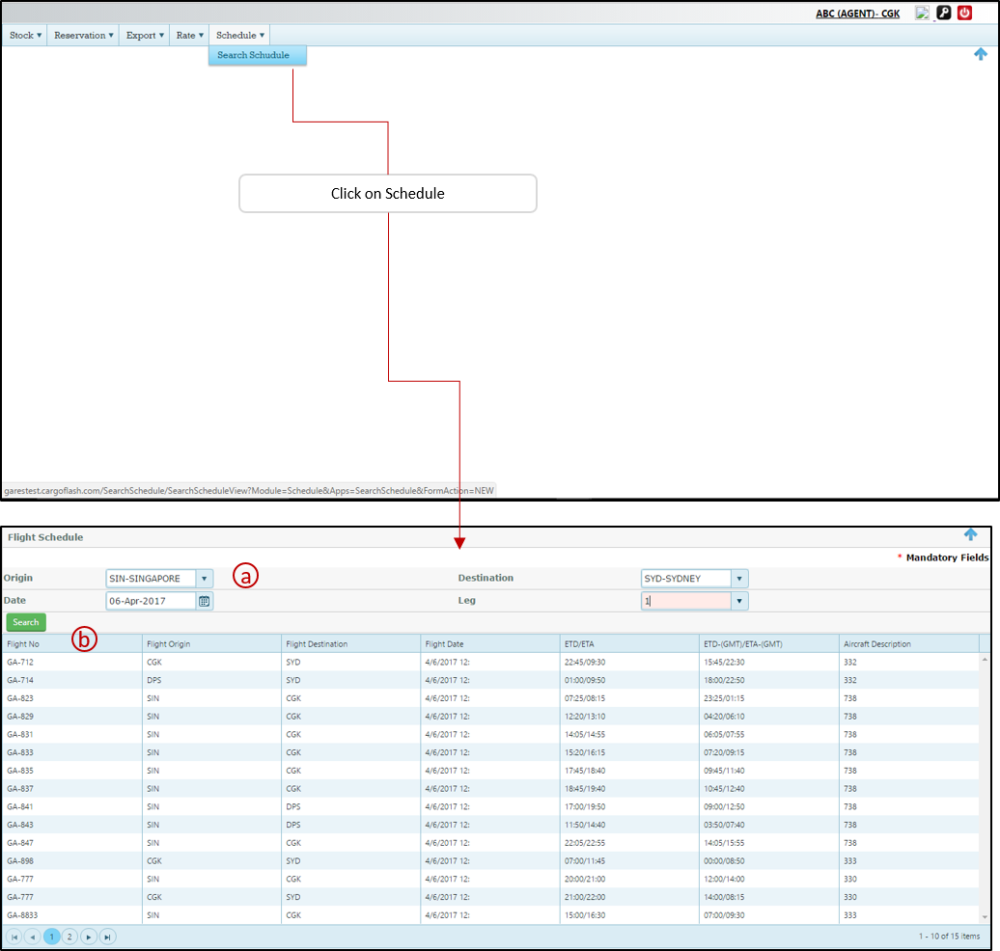 ABC (AGENT)- CGK
Stock Reservation Export Rate Schedule
Search Schudule
Click on Schedule
garestest.cargoflash.com/SearchSchedule/SearchScheduleView?Module=Schedule&Apps=SearchSchedule&FormAction=NEW
Flight Schedule
* Mandatory Fields
Origin SIN-SINGAPORE a Destination SYD-SYDNEY
Date 06-Apr-2017 Leg 1
Search
b
Flight No Flight Origin Flight Destination Flight Date ETD/ETA ETD-(GMT)/ETA-(GMT) Aircraft Description
GA-712 CGK SYD 4/6/2017 12: 22:45/09:30 15:45/22:30 332
GA-714 DPS SYD 4/6/2017 12: 01:00/09:50 18:00/22:50 332
GA-823 SIN CGK 4/6/2017 12: 07:25/08:15 23:25/01:15 738
GA-829 SIN CGK 4/6/2017 12: 12:20/13:10 04:20/06:10 738
GA-831 SIN CGK 4/6/2017 12: 14:05/14:55 06:05/07:55 738
GA-833 SIN CGK 4/6/2017 12: 15:20/16:15 07:20/09:15 738
GA-835 SIN CGK 4/6/2017 12: 17:45/18:40 09:45/11:40 738
GA-837 SIN CGK 4/6/2017 12: 18:45/19:40 10:45/12:40 738
GA-841 SIN DPS 4/6/2017 12: 17:00/19:50 09:00/12:50 738
GA-843 SIN DPS 4/6/2017 12: 11:50/14:40 03:50/07:40 738
GA-847 SIN CGK 4/6/2017 12: 22:05/22:55 14:05/15:55 738
GA-898 CGK SYD 4/6/2017 12: 07:00/11:45 00:00/08:50 333
GA-777 SIN CGK 4/6/2017 12: 20:00/21:00 12:00/14:00 330
GA-777 CGK SYD 4/6/2017 12: 21:00/22:00 14:00/08:15 330
GA-8833 SIN CGK 4/6/2017 12: 15:00/16:30 07:00/09:30 333
1 2 1 - 10 of 15 items